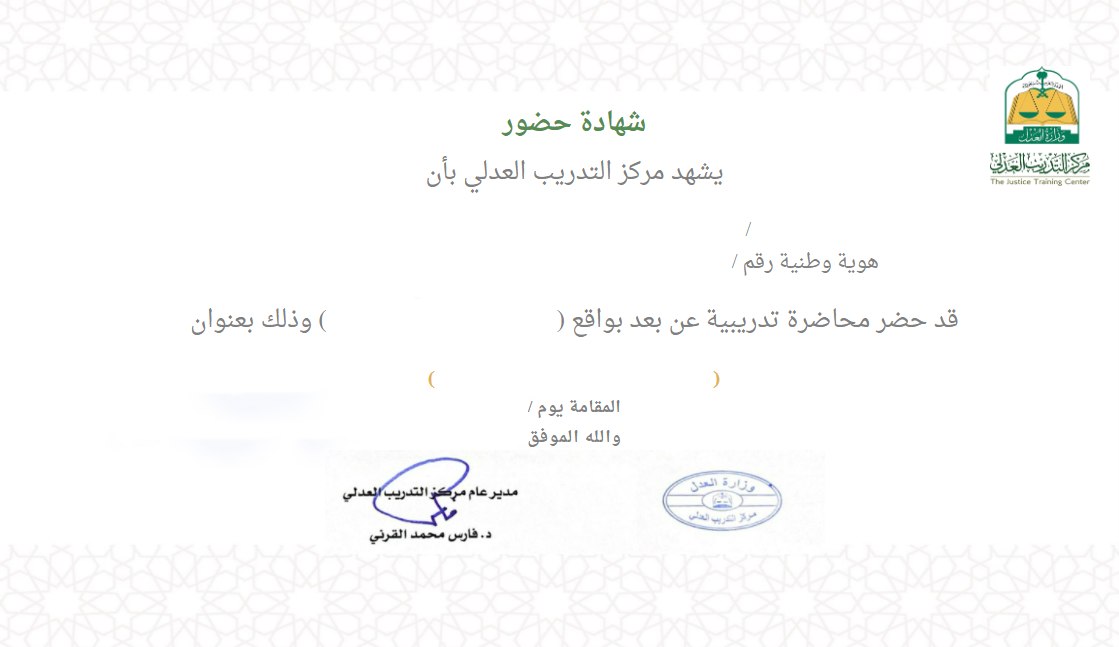 وزارة العدل
مركز التدريب العدلي
The Justice Training Center
شهادة حضور
يشهد مركز التدريب العدلي بأن
/
هوية وطنية رقم /
قد حضر محاضرة تدريبية عن بعد بواقع ( ) وذلك بعنوان
( )
المقامة يوم /
والله الموفق
مدير عام مركز التدريب العدلي
د. فارس محمد القرني
وزارة العدل
مركز التدريب العدلي